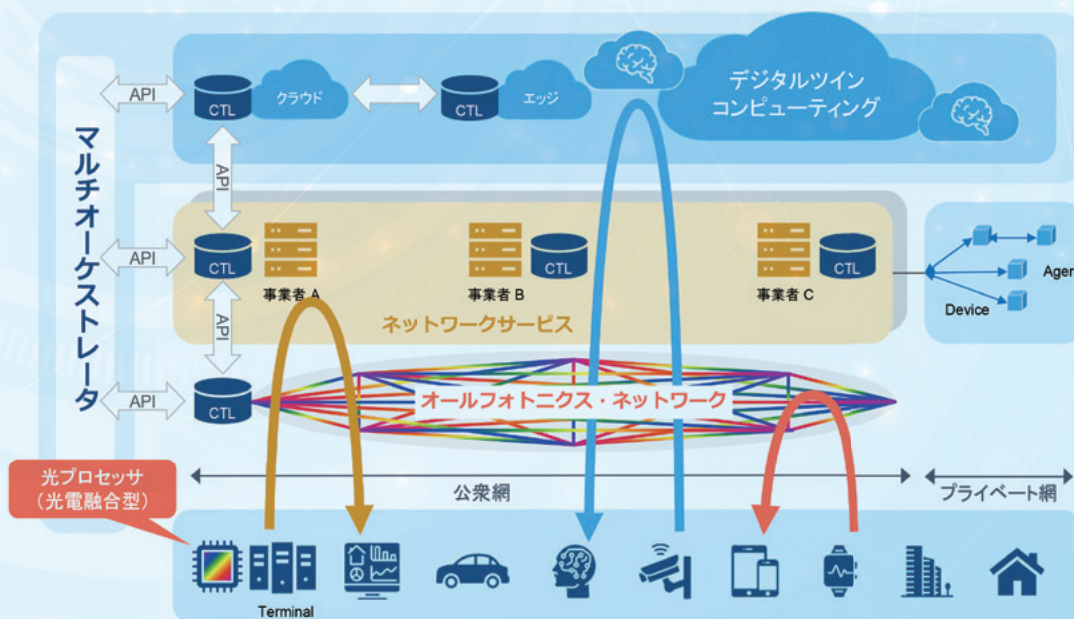 API
CTL
クラウド
CTL
エッジ
デジタルツイン
コンピューティング
API
マルチオーケストレータ
API
CTL
事業者 A
CTL
事業者 B
CTL
事業者 C
ネットワークサービス
Device
Agen
API
API
CTL
オールフォトニクス・ネットワーク
光プロセッサ
（光電融合型）
公衆網
プライベート網
Terminal